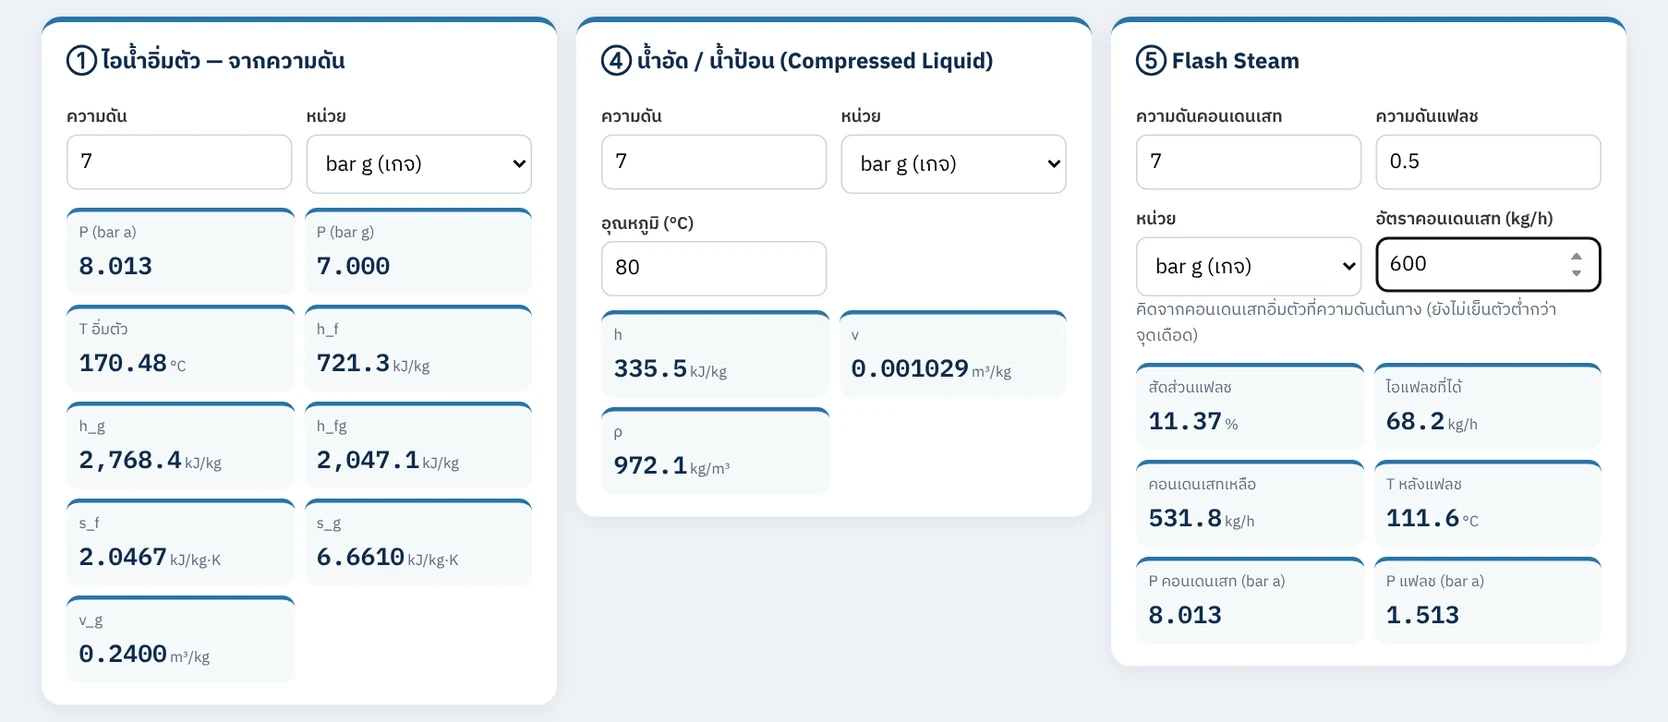 ① ไอน้ำอิ่มตัว — จากความดัน
ความดัน หน่วย
7 bar g (เกจ)
P (bar a) P (bar g)
8.013 7.000
T อิ่มตัว h_f
170.48 °C 721.3 kJ/kg
h_g h_fg
2,768.4 kJ/kg 2,047.1 kJ/kg
s_f s_g
2.0467 kJ/kg·K 6.6610 kJ/kg·K
v_g
0.2400 m³/kg
④ น้ำอัด / น้ำป้อน (Compressed Liquid)
ความดัน หน่วย
7 bar g (เกจ)
อุณหภูมิ (°C)
80
h v
335.5 kJ/kg 0.001029 m³/kg
ρ
972.1 kg/m³
⑤ Flash Steam
ความดันคอนเดนเสท ความดันแฟลช
7 0.5
หน่วย อัตราคอนเดนเสท (kg/h)
bar g (เกจ) 600
คิดจากคอนเดนเสทอิ่มตัวที่ความดันต้นทาง (ยังไม่เย็นตัวต่ำกว่า
จุดเดือด)
สัดส่วนแฟลช ไอแฟลชที่ได้
11.37 % 68.2 kg/h
คอนเดนเสทเหลือ T หลังแฟลช
531.8 kg/h 111.6 °C
P คอนเดนเสท (bar a) P แฟลช (bar a)
8.013 1.513